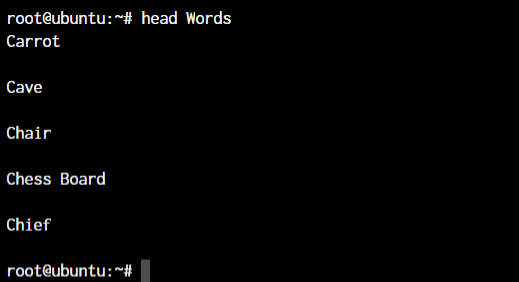 root@ubuntu:~# head Words
Carrot
Cave
Chair
Chess Board
Chief
root@ubuntu:~#